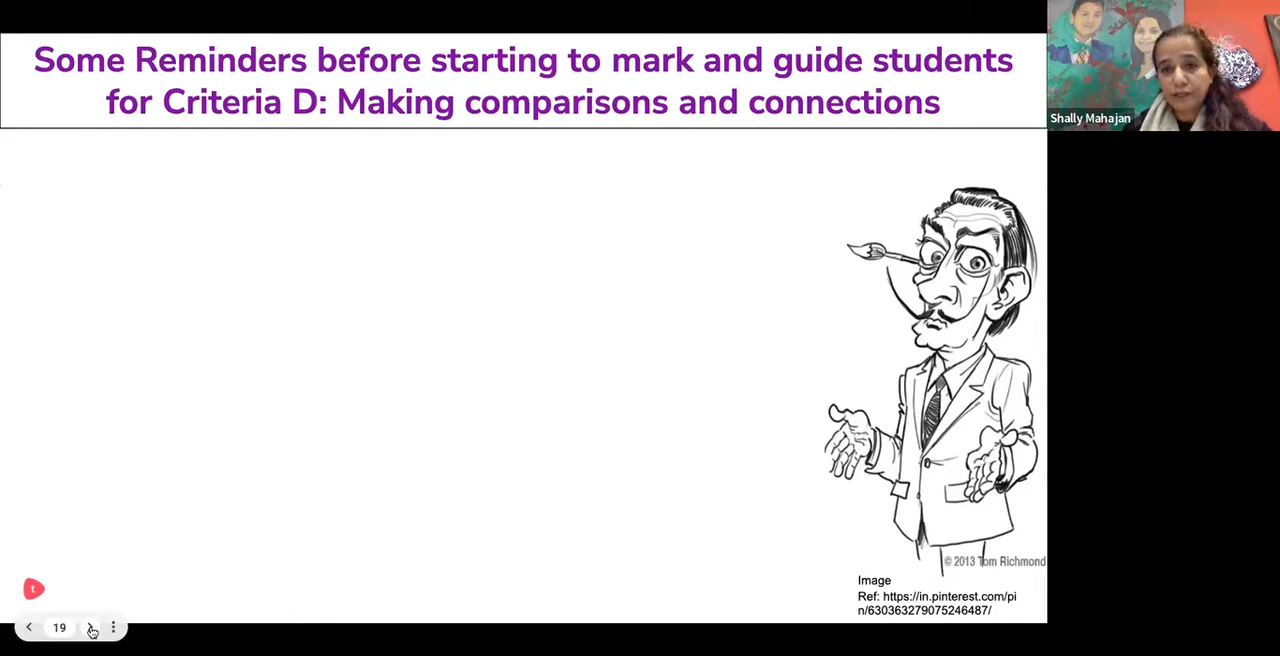 Some Reminders before starting to mark and guide students
for Criteria D: Making comparisons and connections
Shally Mahajan
© 2013 Tom Richmond
Image
Ref: https://in.pinterest.com/pi
n/630363279075246487/
t
19